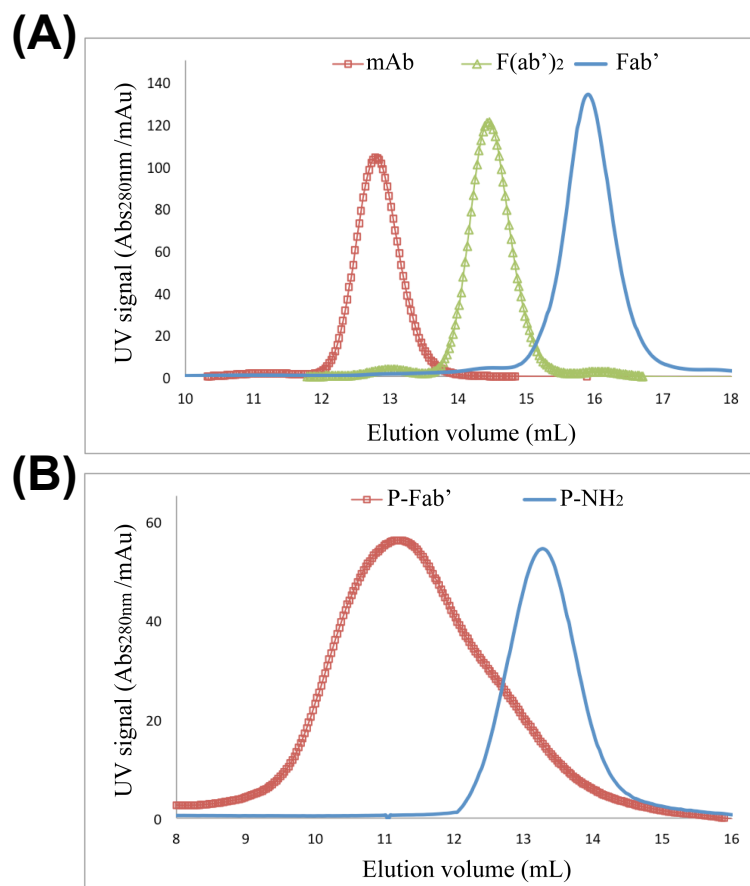 (A)
mAb F(ab’)2 Fab’
UV signal (Abs280nm /mAu)
140
120
100
80
60
40
20
0
10 11 12 13 14 15 16 17 18
Elution volume (mL)
(B)
P-Fab’ P-NH2
UV signal (Abs280nm /mAu)
60
40
20
0
8 9 10 11 12 13 14 15 16
Elution volume (mL)